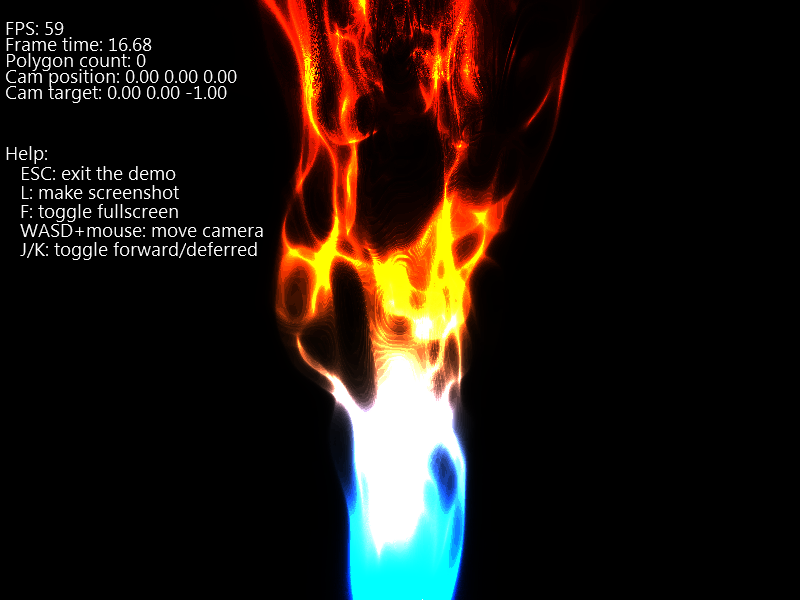 FPS: 59
Frame time: 16.68
Polygon count: 0
Cam position: 0.00 0.00 0.00
Cam target: 0.00 0.00 -1.00
Help:
ESC: exit the demo
L: make screenshot
F: toggle fullscreen
WASD+mouse: move camera
J/K: toggle forward/deferred